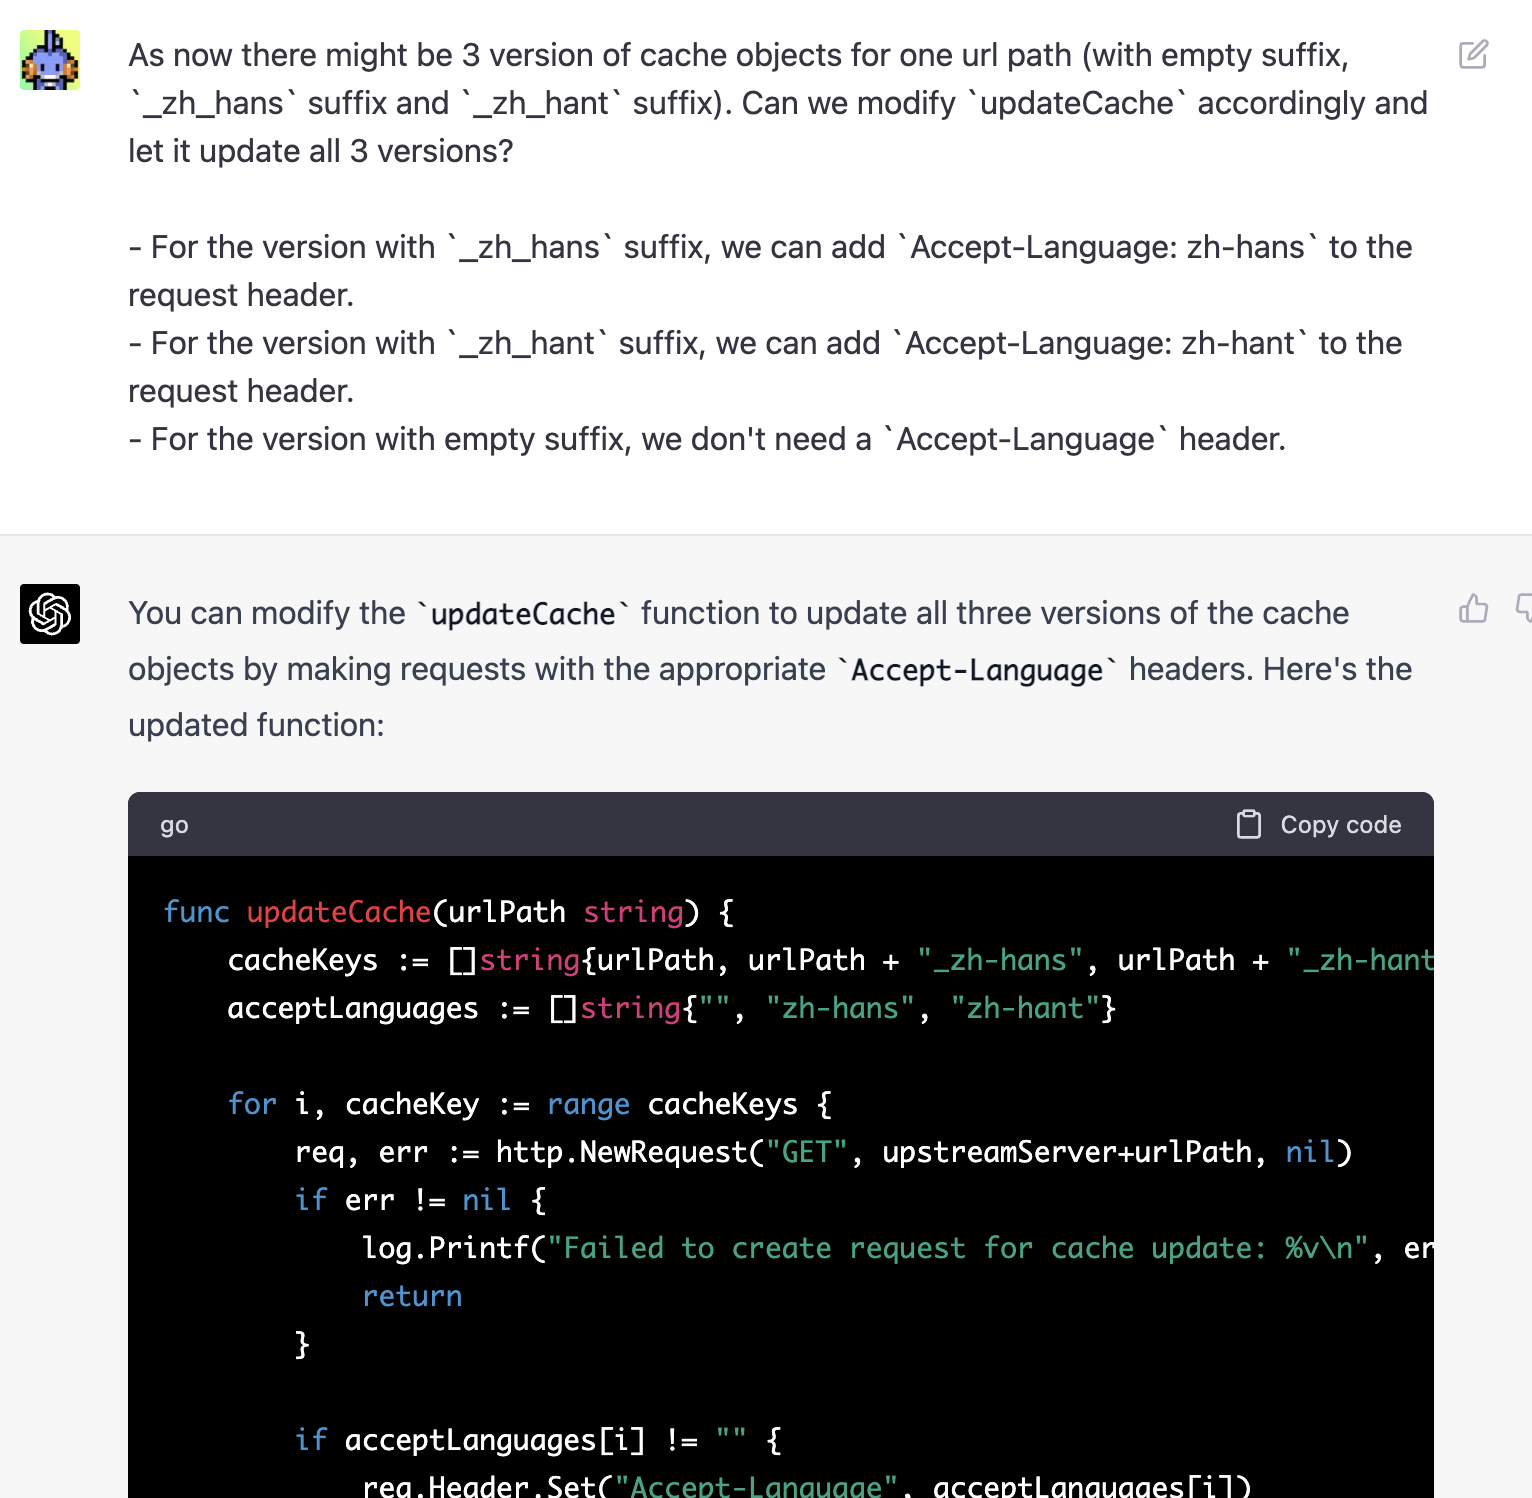 As now there might be 3 version of cache objects for one url path (with empty suffix,
`_zh_hans` suffix and `_zh_hant` suffix). Can we modify `updateCache` accordingly and
let it update all 3 versions?
- For the version with `_zh_hans` suffix, we can add `Accept-Language: zh-hans` to the
request header.
- For the version with `_zh_hant` suffix, we can add `Accept-Language: zh-hant` to the
request header.
- For the version with empty suffix, we don't need a `Accept-Language` header.
You can modify the `updateCache` function to update all three versions of the cache
objects by making requests with the appropriate `Accept-Language` headers. Here's the
updated function:
go Copy code
func updateCache(urlPath string) {
cacheKeys := []string{urlPath, urlPath + "_zh-hans", urlPath + "_zh-hant
acceptLanguages := []string{"", "zh-hans", "zh-hant"}
for i, cacheKey := range cacheKeys {
req, err := http.NewRequest("GET", upstreamServer+urlPath, nil)
if err != nil {
log.Printf("Failed to create request for cache update: %v\n", er
return
}
if acceptLanguages[i] != "" {
req.Header.Set("Accept-Language", acceptLanguages[i])